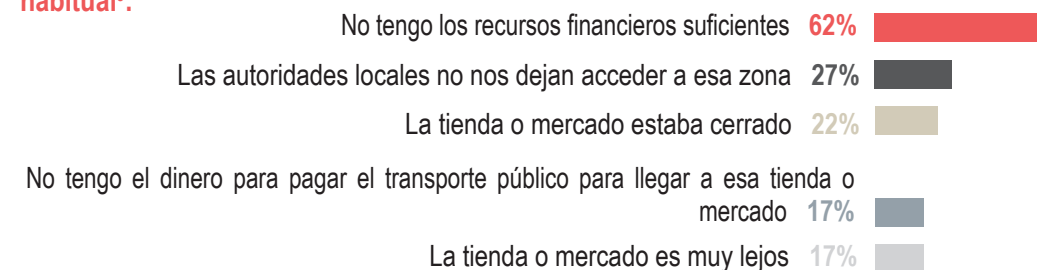 habitual⁵:
No tengo los recursos financieros suficientes 62%
Las autoridades locales no nos dejan acceder a esa zona 27%
La tienda o mercado estaba cerrado 22%
No tengo el dinero para pagar el transporte público para llegar a esa tienda o
mercado 17%
La tienda o mercado es muy lejos 17%